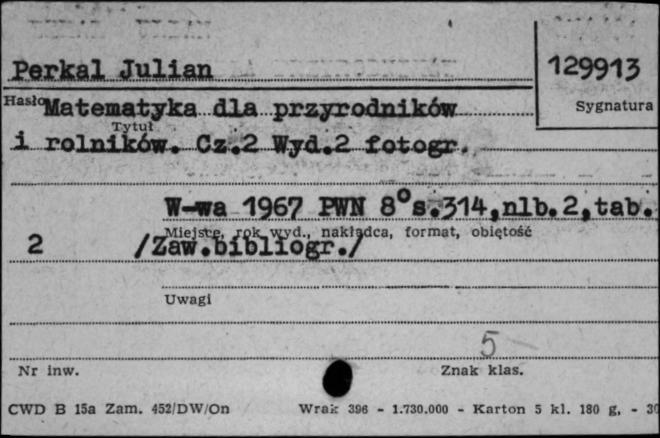 Perkal Julian
129913
Hasło Matematyka dla przyrodników
Sygnatura
Tytuł
i rolników. Cz.2 Wyd.2 fotogr.
W-wa 1967 PWN 8° s.314,nlb.2,tab.
Miejsce, rok wyd., nakładca, format, objętość
2 /Zaw.bibliogr./
Uwagi
5
Nr inw.
Znak klas.
CWD B 15a Zam. 452/DW/On Wrak 396 - 1.730.000 - Karton 5 kl. 180 g, - 30